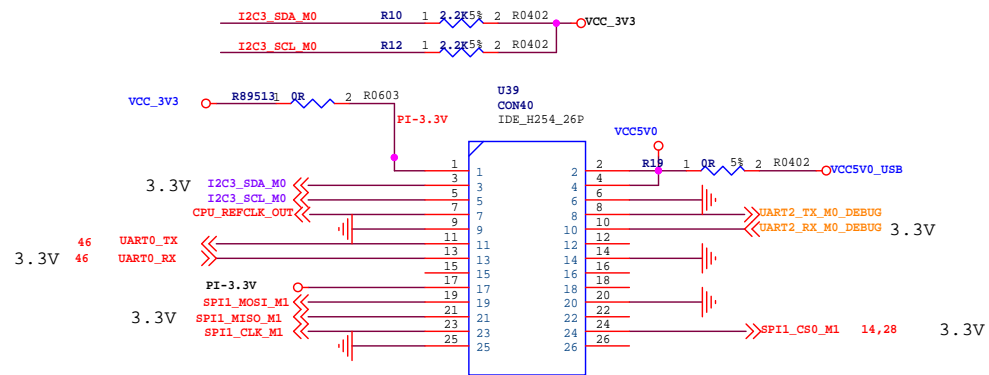 I2C3_SDA_M0 R10 1 2.2K 5% 2 R0402 VCC_3V3
I2C3_SCL_M0 R12 1 2.2K 5% 2 R0402
U39
CON40
IDE_H254_26P
VCC_3V3 R89513 1 0R 2 R0603
PI-3.3V
VCC5V0
1 1 2 2 R19 1 0R 5% 2 R0402 VCC5V0_USB
3.3V I2C3_SDA_M0 3 3 4 4
I2C3_SCL_M0 5 5 6 6
CPU_REFCLK_OUT 7 7 8 8 UART2_TX_M0_DEBUG
9 9 10 10 UART2_RX_M0_DEBUG 3.3V
46 UART0_TX 11 11 12 12
3.3V 46 UART0_RX 13 13 14 14
15 15 16 16
PI-3.3V 17 17 18 18
SPI1_MOSI_M1 19 19 20 20
3.3V SPI1_MISO_M1 21 21 22 22
SPI1_CLK_M1 23 23 24 24 SPI1_CS0_M1 14,28 3.3V
25 25 26 26